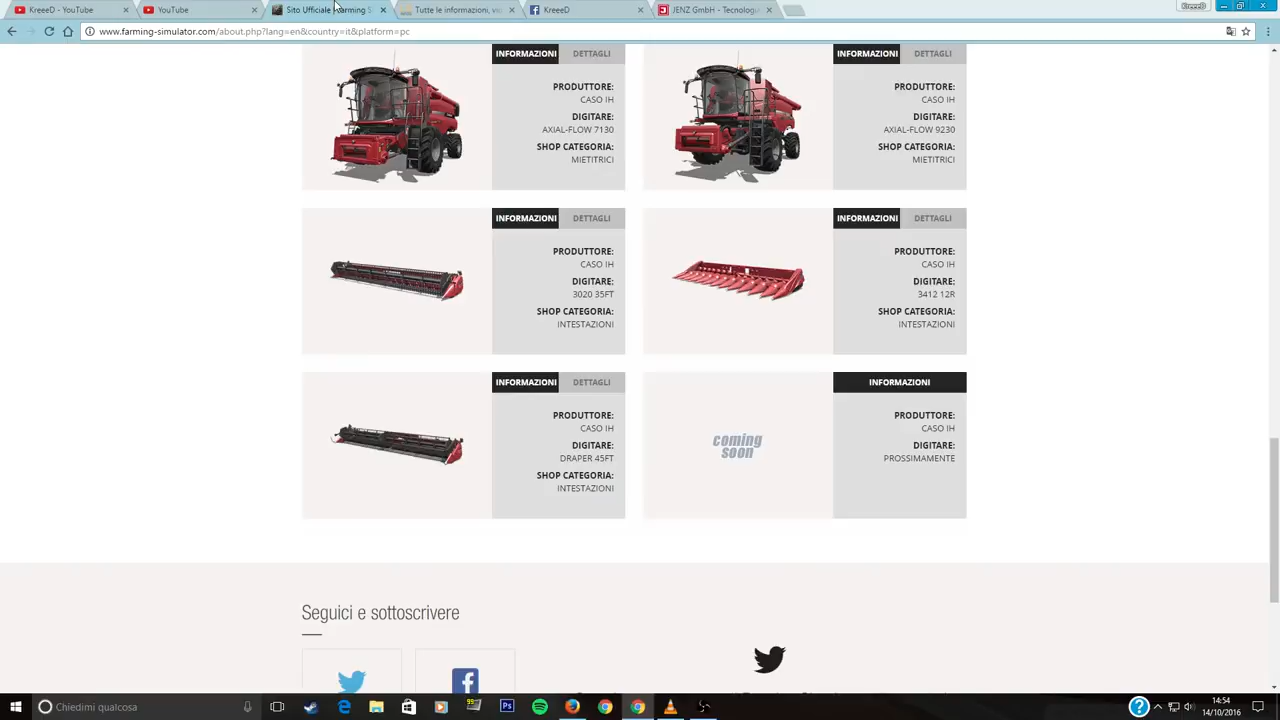 KreeeD - YouTube
YouTube
Sito Ufficiale | Farming S
Tutte le informazioni, vid
KreeeD
JENZ GmbH - Tecnologi
KreeeD
www.farming-simulator.com/about.php?lang=en&country=it&platform=pc
INFORMAZIONI DETTAGLI
PRODUTTORE:
CASO IH
DIGITARE:
AXIAL-FLOW 7130
SHOP CATEGORIA:
MIETITRICI
INFORMAZIONI DETTAGLI
PRODUTTORE:
CASO IH
DIGITARE:
AXIAL-FLOW 9230
SHOP CATEGORIA:
MIETITRICI
INFORMAZIONI DETTAGLI
PRODUTTORE:
CASO IH
DIGITARE:
3020 35FT
SHOP CATEGORIA:
INTESTAZIONI
INFORMAZIONI DETTAGLI
PRODUTTORE:
CASO IH
DIGITARE:
3412 12R
SHOP CATEGORIA:
INTESTAZIONI
INFORMAZIONI DETTAGLI
PRODUTTORE:
CASO IH
DIGITARE:
DRAPER 45FT
SHOP CATEGORIA:
INTESTAZIONI
coming
soon
INFORMAZIONI
PRODUTTORE:
CASO IH
DIGITARE:
PROSSIMAMENTE
Seguici e sottoscrivere
Chiedimi qualcosa
14:54
14/10/2016